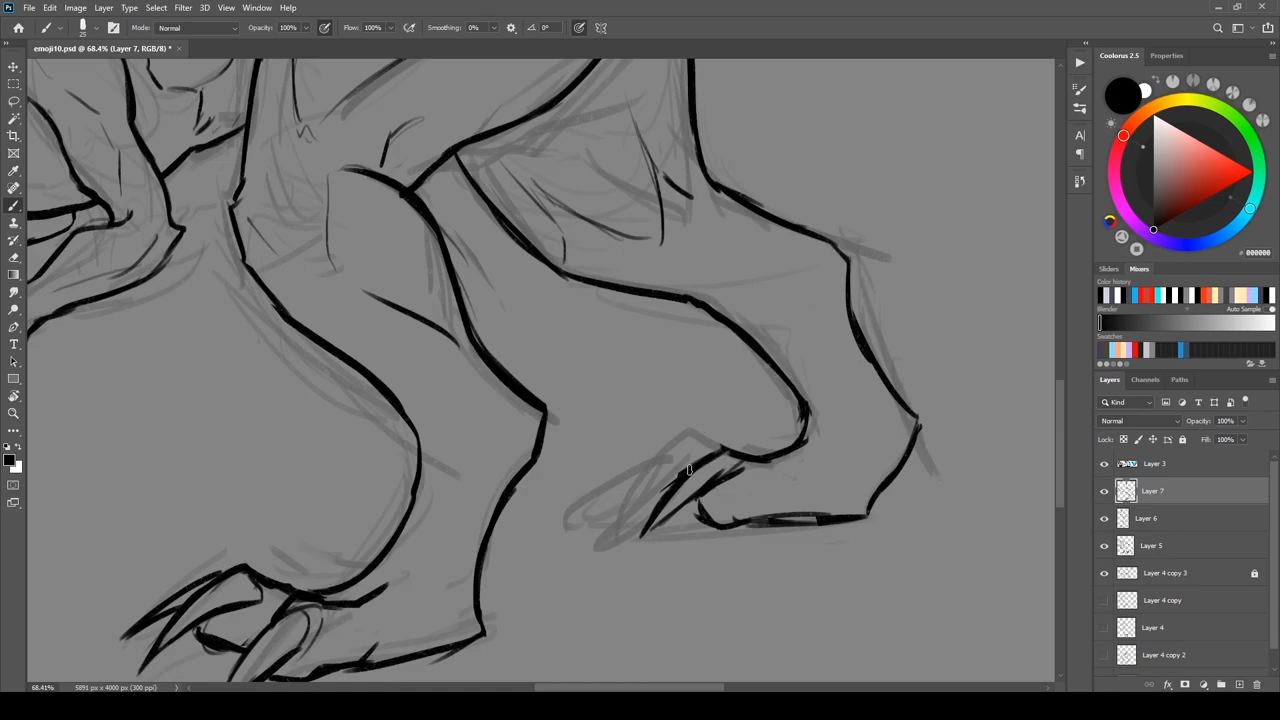 Ps File Edit Image Layer Type Select Filter 3D View Window Help
25 Mode: Normal Opacity: 100% Flow: 100% Smoothing: 0% 0°
emoji10.psd @ 68.4% (Layer 7, RGB/8) * ×
Coolorus 2.5 Properties
# 000000
Sliders Mixers
Color history
Blender Auto Sample
Swatches
Layers Channels Paths
Kind
Normal Opacity: 100%
Lock: Fill: 100%
Layer 3
Layer 7
Layer 6
Layer 5
Layer 4 copy 3
Layer 4 copy
Layer 4
Layer 4 copy 2
68.41% 5891 px x 4000 px (300 ppi)